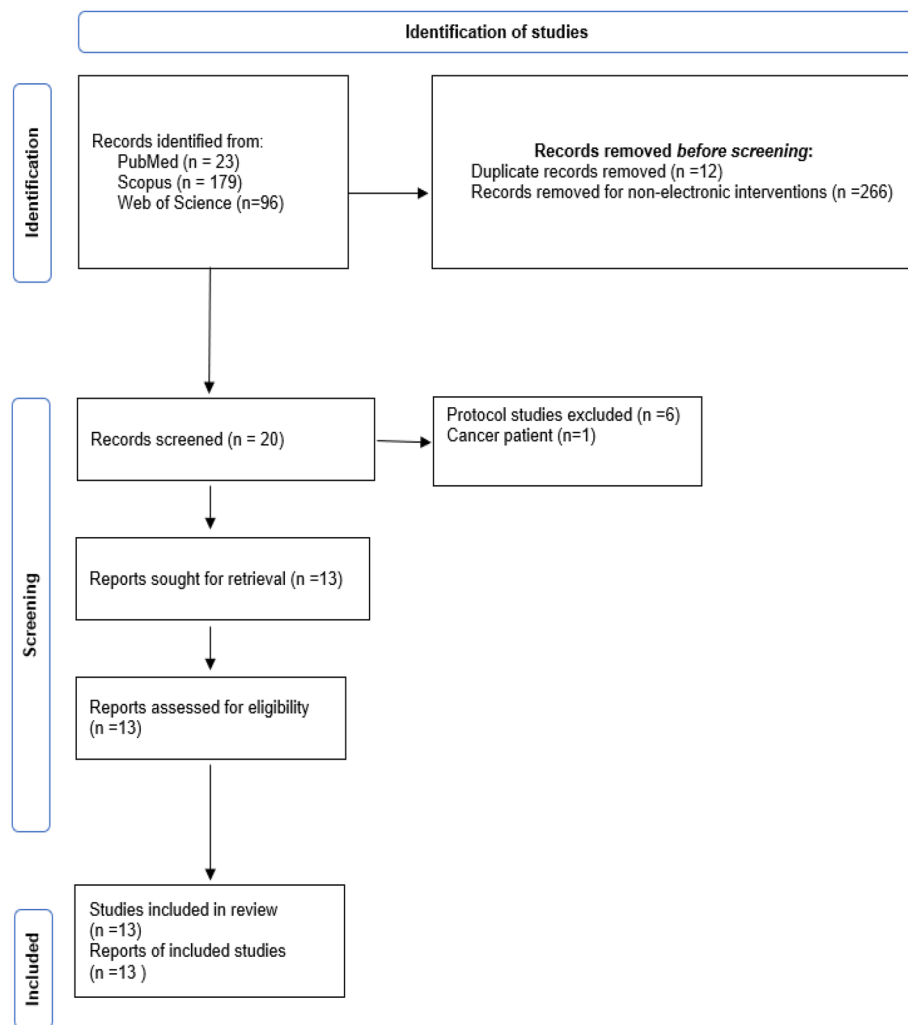 Identification of studies
Identification
Records identified from:
PubMed (n = 23)
Scopus (n = 179)
Web of Science (n=96)
Records removed before screening:
Duplicate records removed (n =12)
Records removed for non-electronic interventions (n =266)
Screening
Records screened (n = 20)
Protocol studies excluded (n =6)
Cancer patient (n=1)
Reports sought for retrieval (n =13)
Reports assessed for eligibility
(n =13)
Included
Studies included in review
(n =13)
Reports of included studies
(n =13 )